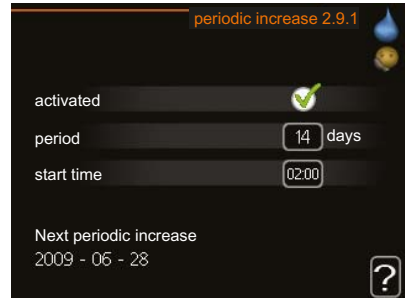 periodic increase 2.9.1
activated
period 14 days
start time 02:00
Next periodic increase
2009 - 06 - 28
?